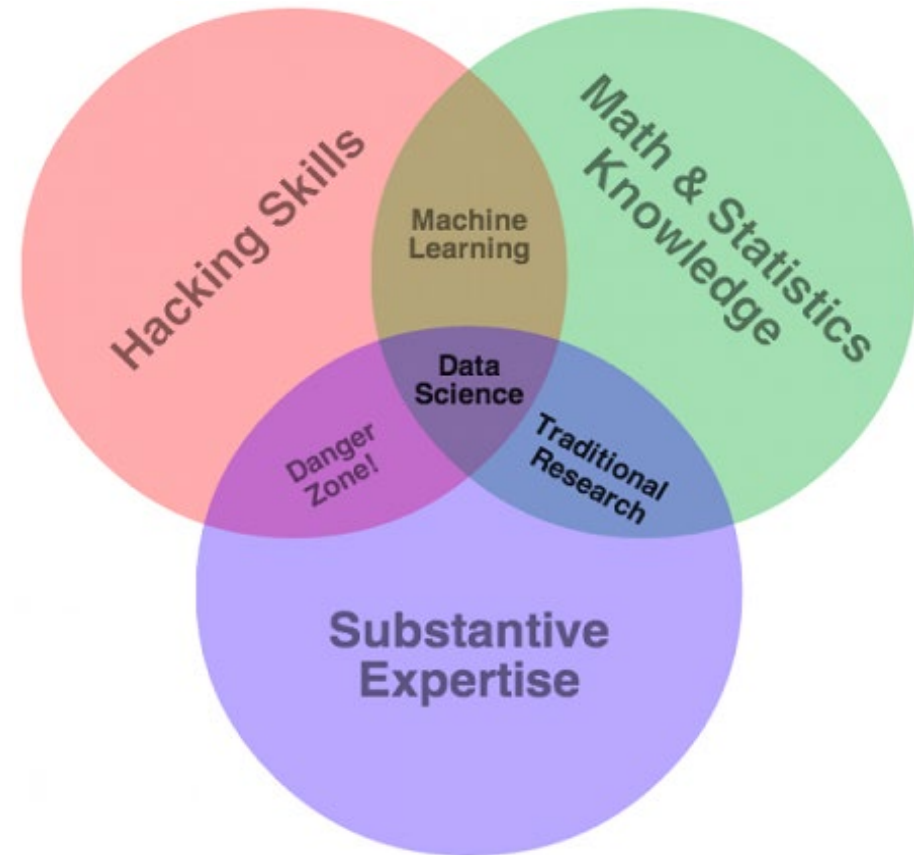 Hacking Skills
Math & Statistics
Knowledge
Machine
Learning
Data
Science
Danger
Zone!
Traditional
Research
Substantive
Expertise